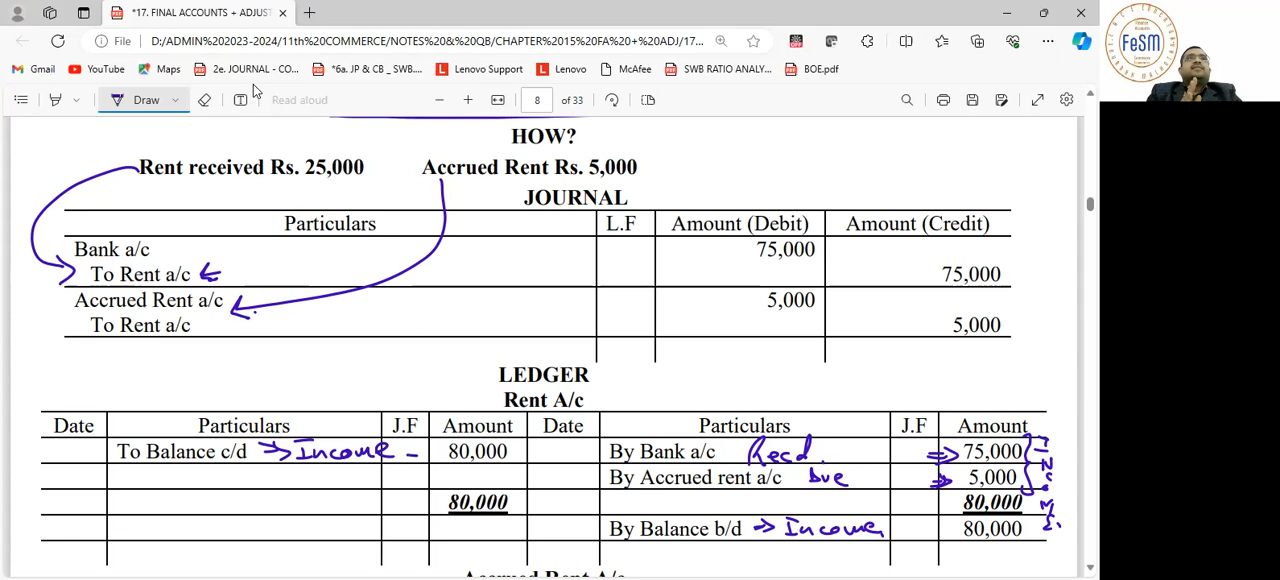 *17. FINAL ACCOUNTS + ADJUST
File D:/ADMIN%202023-2024/11th%20COMMERCE/NOTES%20&%20QB/CHAPTER%2015%20FA%20+%20ADJ/17...
Gmail YouTube Maps 2e. JOURNAL - CO... *6a. JP & CB _ SWB.... Lenovo Support Lenovo McAfee SWB RATIO ANALY... BOE.pdf
Draw Read aloud 8 of 33
FeSM
HOW?
Rent received Rs. 25,000 Accrued Rent Rs. 5,000
JOURNAL
Particulars L.F Amount (Debit) Amount (Credit)
Bank a/c 75,000
To Rent a/c 75,000
Accrued Rent a/c 5,000
To Rent a/c 5,000
LEDGER
Rent A/c
Date Particulars J.F Amount Date Particulars J.F Amount
To Balance c/d Income 80,000 By Bank a/c Recd. 75,000
By Accrued rent a/c Due 5,000
80,000 80,000
By Balance b/d Income 80,000
Accrued Rent A/c